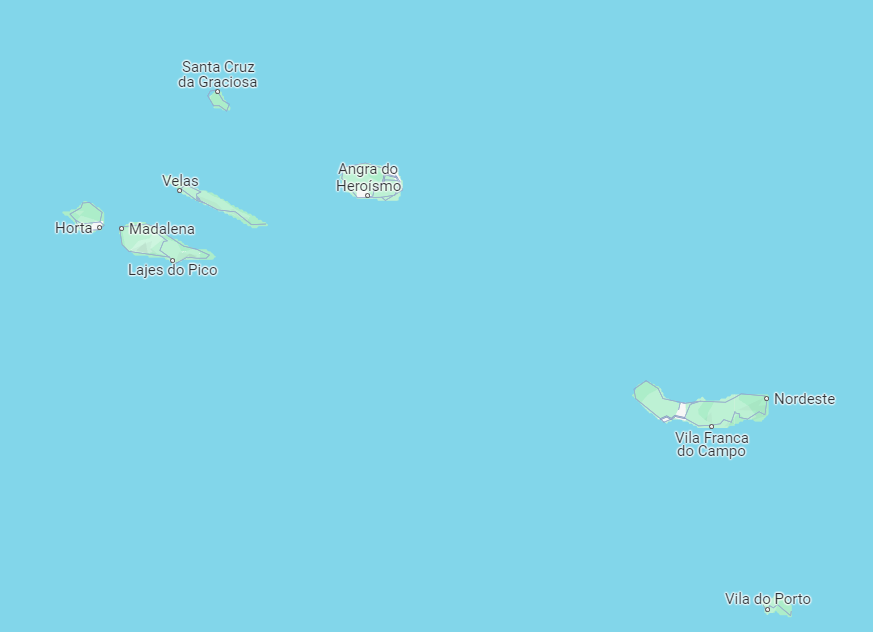 Santa Cruz
da Graciosa
Angra do
Heroísmo
Velas
Horta
Madalena
Lajes do Pico
Nordeste
Vila Franca
do Campo
Vila do Porto